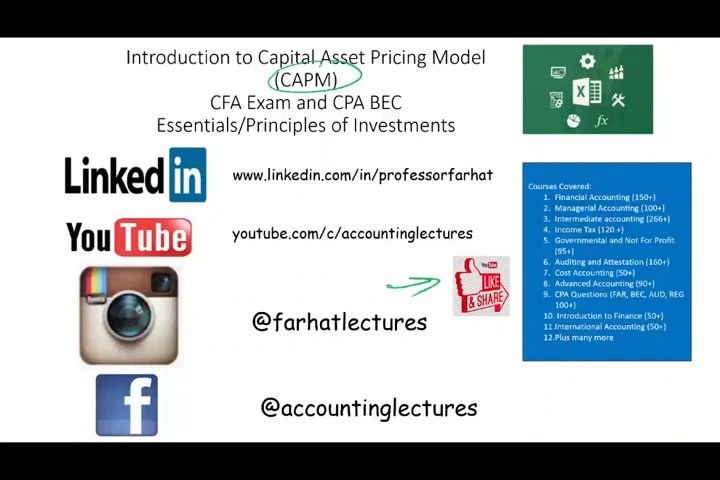 Introduction to Capital Asset Pricing Model
(CAPM)
CFA Exam and CPA BEC
Essentials/Principles of Investments
Linked in
www.linkedin.com/in/professorfarhat
YouTube
youtube.com/c/accountinglectures
YouTube
LIKE
& SHARE
@farhatlectures
f
@accountinglectures
X
fx
Courses Covered:
1. Financial Accounting (150+)
2. Managerial Accounting (100+)
3. Intermediate accounting (266+)
4. Income Tax (120 +)
5. Governmental and Not For Profit
(95+)
6. Auditing and Attestation (160+)
7. Cost Accounting (50+)
8. Advanced Accounting (90+)
9. CPA Questions (FAR, BEC, AUD, REG
100+)
10. Introduction to Finance (50+)
11. International Accounting (50+)
12. Plus many more